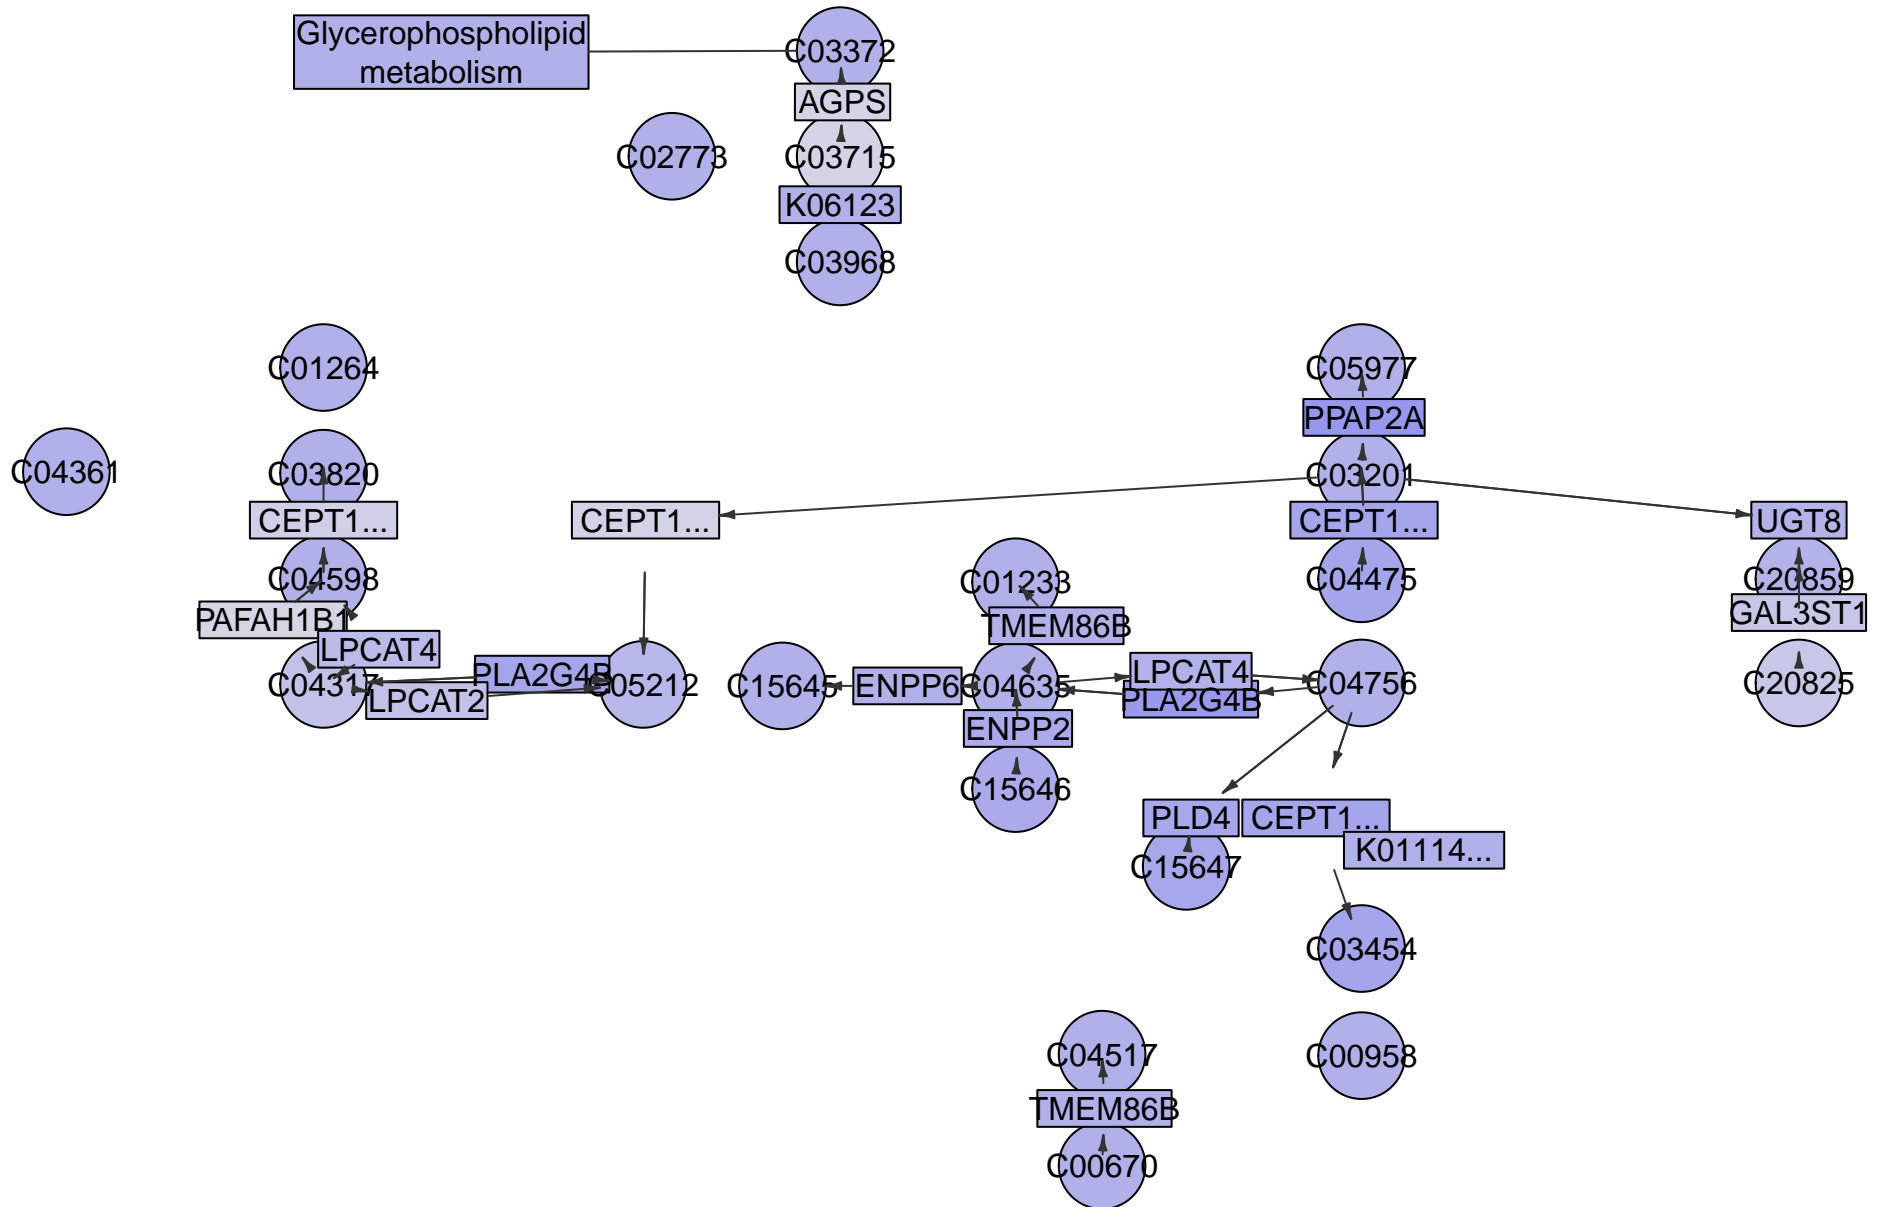 Glycerophospholipid
metabolism
C03372
AGPS
C02773
C03715
K06123
C03968
C01264
C05977
PPAP2A
C04361
C03820
C03201
CEPT1...
CEPT1...
CEPT1...
UGT8
C04598
C01233
C04475
C20859
PAFAH1B1
TMEM86B
GAL3ST1
LPCAT4
C04317
PLA2G4B
LPCAT2
C05212
C15645
ENPP6
C04635
LPCAT4
PLA2G4B
C04756
C20825
ENPP2
C15646
PLD4
CEPT1...
K01114...
C15647
C03454
C04517
C00958
TMEM86B
C00670